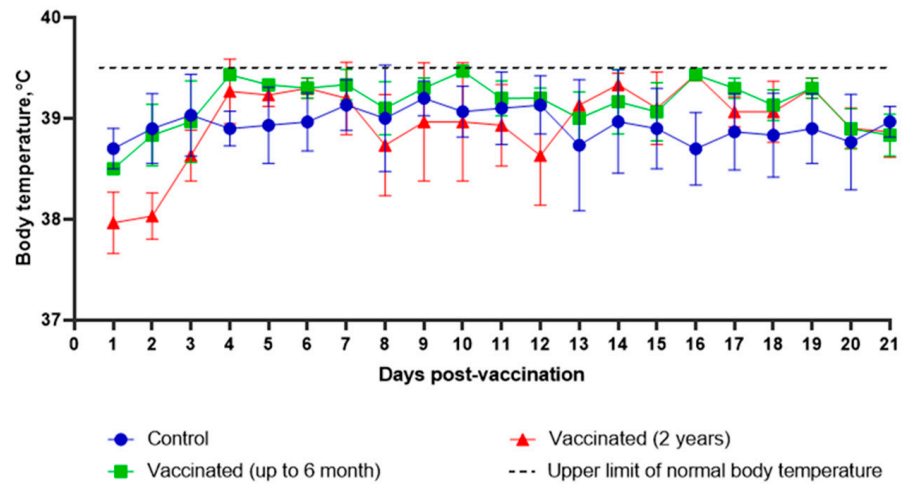 40
39
38
37
Body temperature, °C
0 1 2 3 4 5 6 7 8 9 10 11 12 13 14 15 16 17 18 19 20 21
Days post-vaccination
Control
Vaccinated (2 years)
Vaccinated (up to 6 month)
Upper limit of normal body temperature